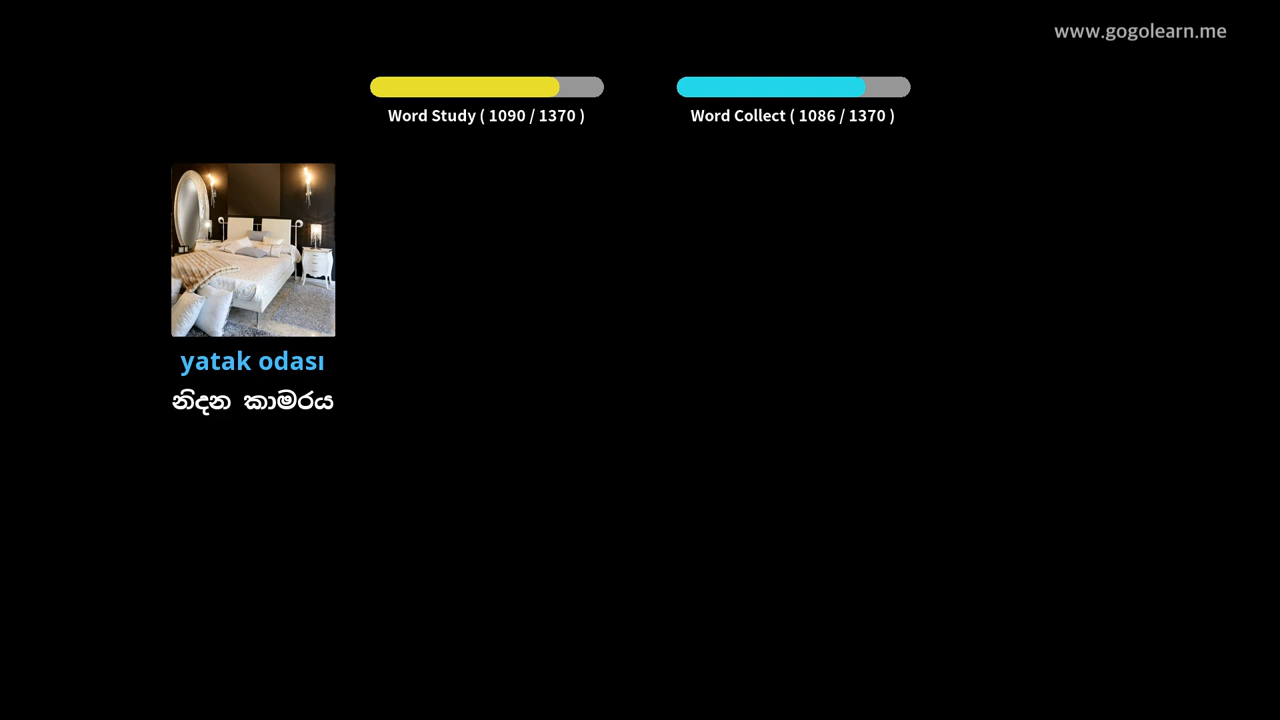 www.gogolearn.me
Word Study ( 1090 / 1370 )
Word Collect ( 1086 / 1370 )
yatak odası
නිදන කාමරය